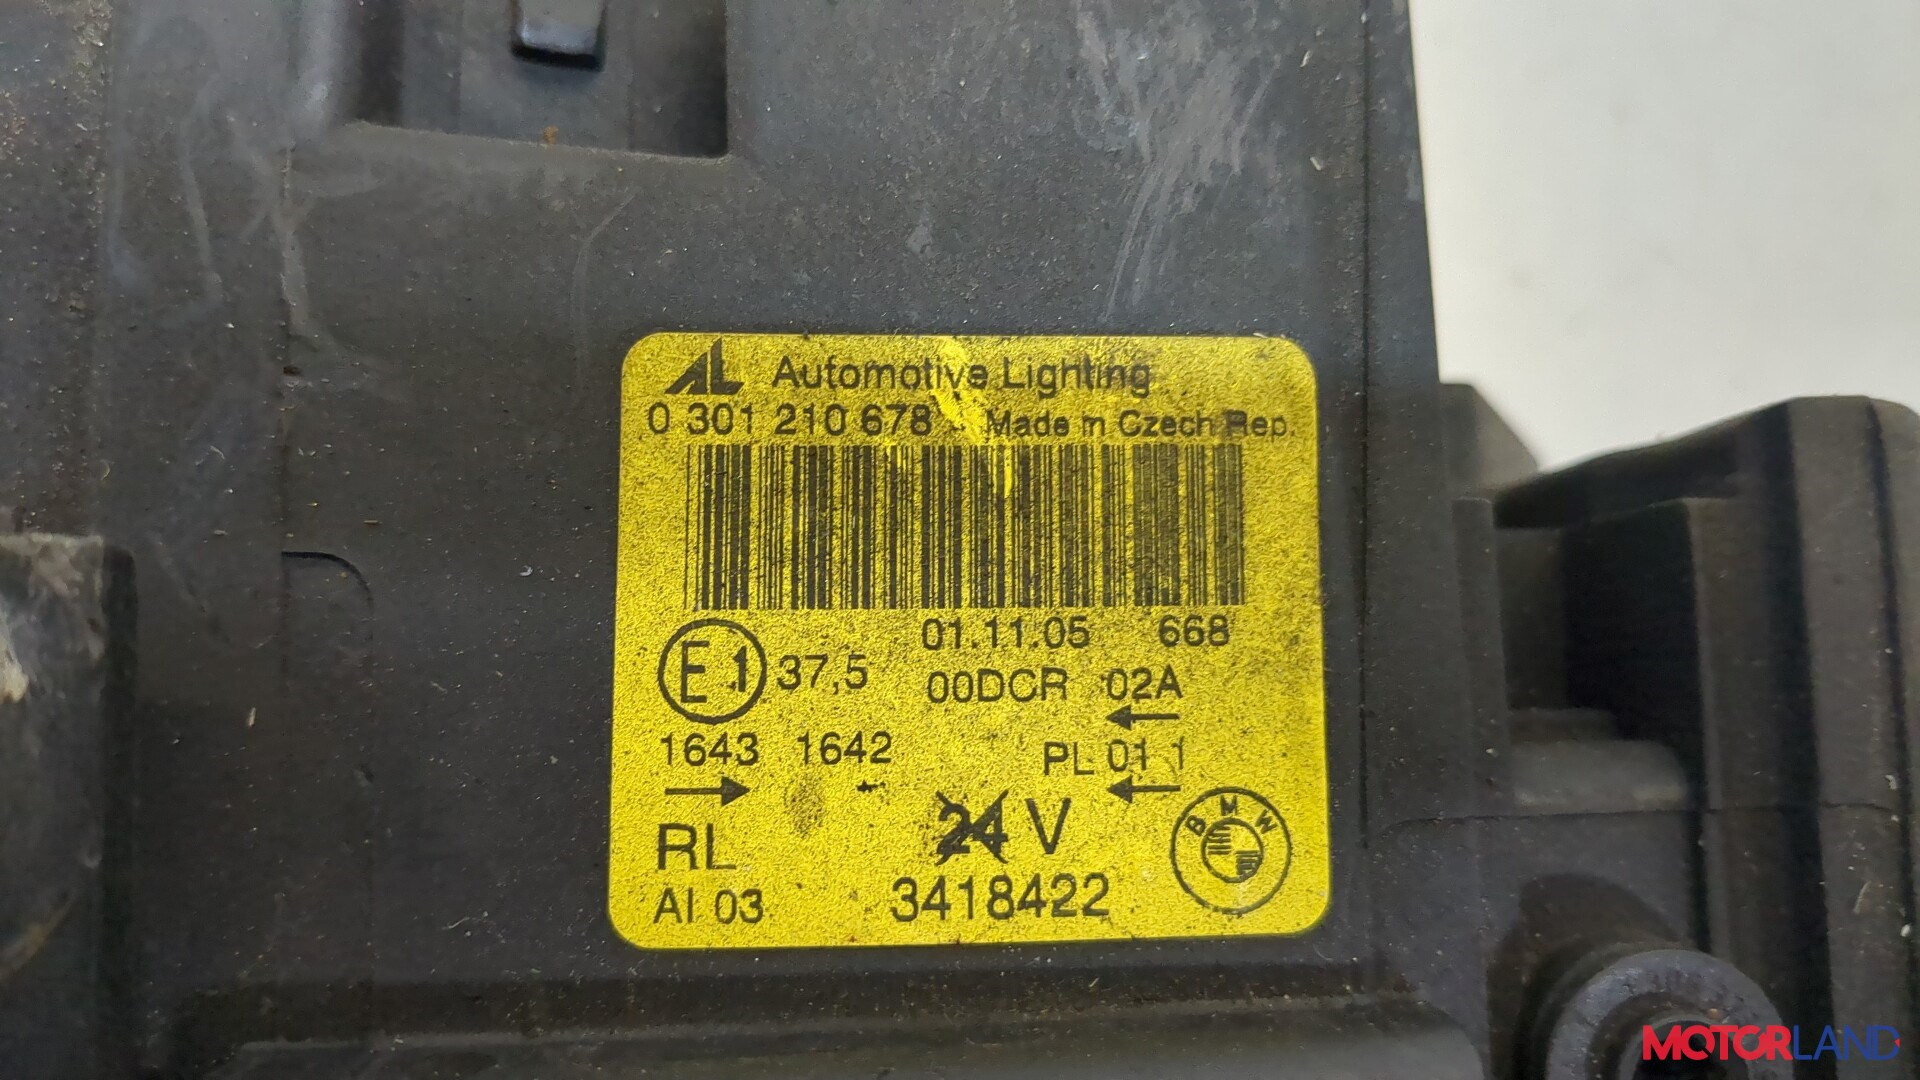 AL Automotive Lighting
0 301 210 678 - Made in Czech Rep.
01.11.05 668
E1 37,5 00DCR 02A
1643 1642 PL 01 1
RL 24 V
BMW
AI 03 3418422
MOTORLAND